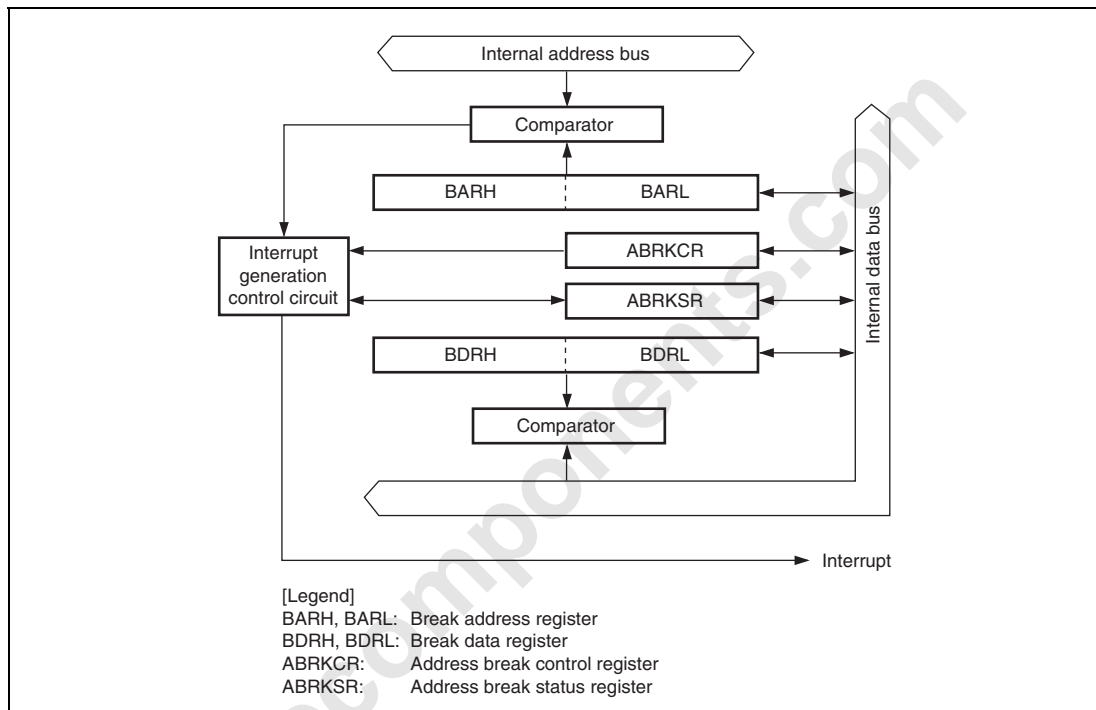 Internal address bus
Comparator
BARH BARL
ABRKCR
Interrupt
generation
control circuit
ABRKSR
Internal data bus
BDRH BDRL
Comparator
Interrupt
[Legend]
BARH, BARL: Break address register
BDRH, BDRL: Break data register
ABRKCR: Address break control register
ABRKSR: Address break status register
ecomponents.com